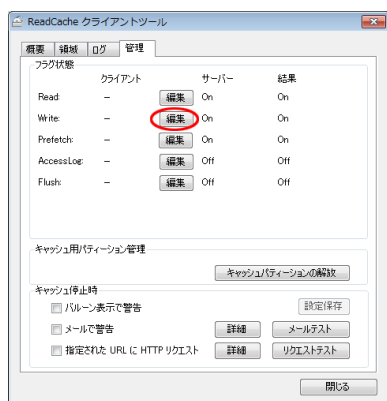 ReadCache クライアントツール
概要 領域 ログ 管理
フラグ状態
クライアント サーバー 結果
Read: – 編集 On On
Write: – 編集 On On
Prefetch: – 編集 On On
AccessLog: – 編集 Off Off
Flush: – 編集 Off Off
キャッシュ用パティーション管理
キャッシュパティーションの解放
キャッシュ停止時
バルーン表示で警告 設定保存
メールで警告 詳細 メールテスト
指定された URL に HTTP リクエスト 詳細 リクエストテスト
閉じる